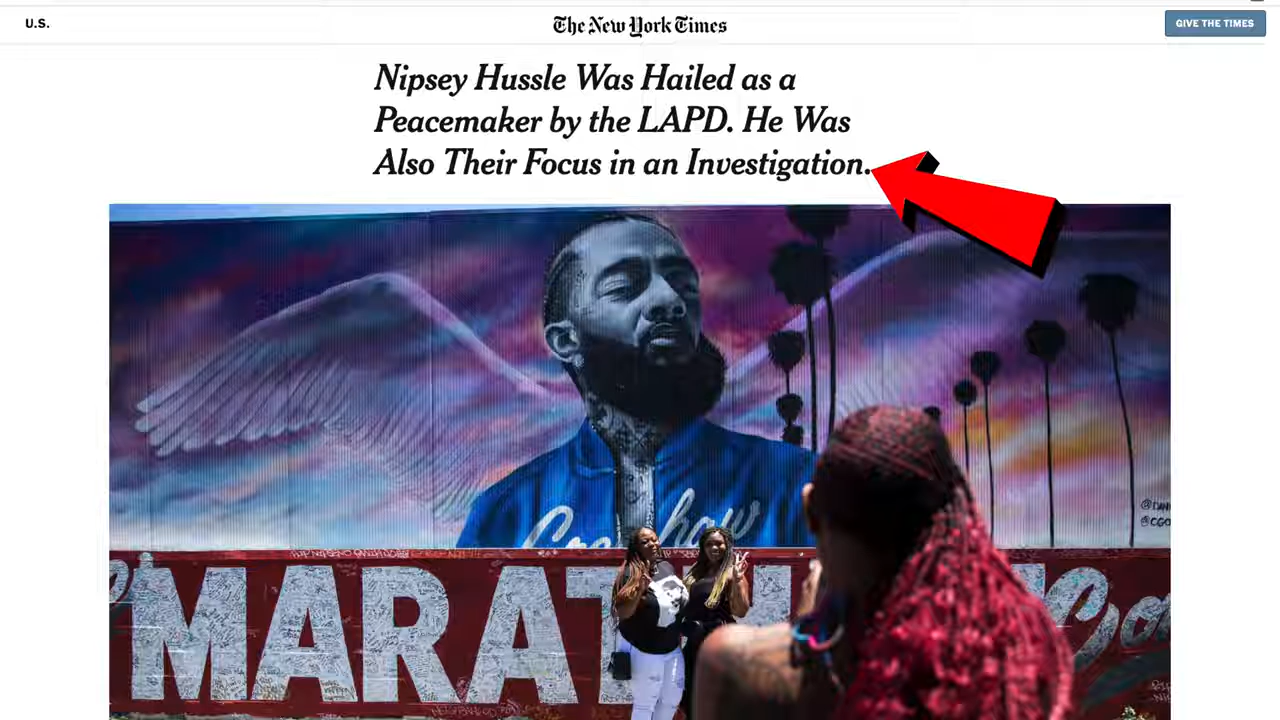 U.S.
The New York Times
GIVE THE TIMES
Nipsey Hussle Was Hailed as a
Peacemaker by the LAPD. He Was
Also Their Focus in an Investigation.
Crenshaw
MARAT